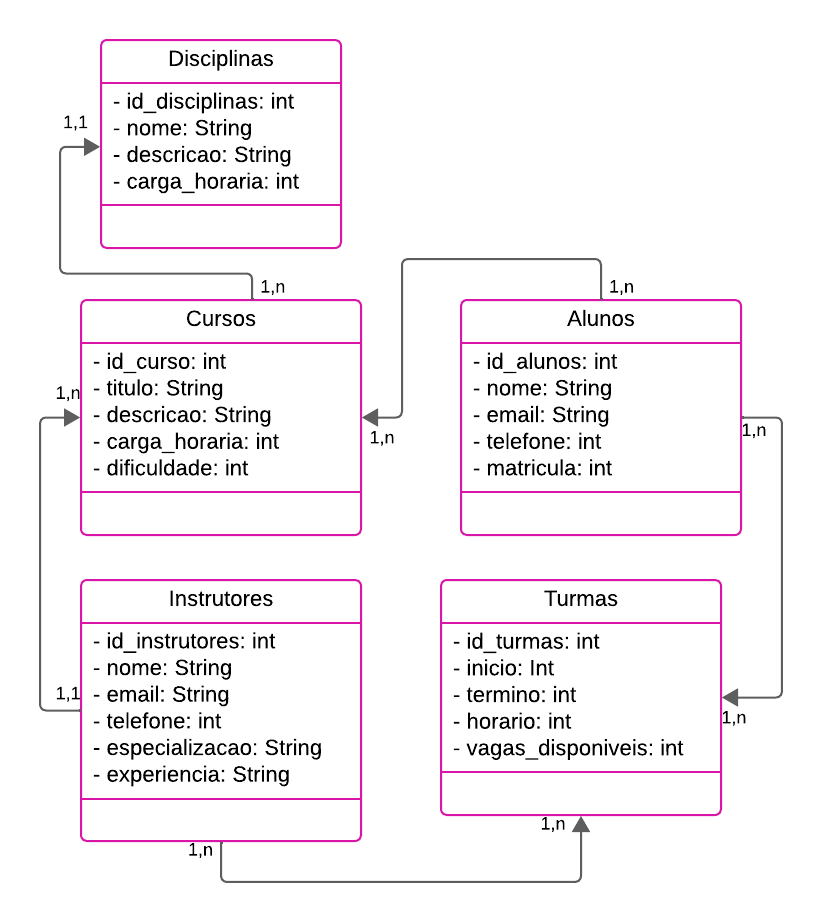 Disciplinas
- id_disciplinas: int
- nome: String
- descricao: String
- carga_horaria: int
1,1
1,n
Cursos
- id_curso: int
- titulo: String
- descricao: String
- carga_horaria: int
- dificuldade: int
1,n
1,n
1,n
Alunos
- id_alunos: int
- nome: String
- email: String
- telefone: int
- matricula: int
1,n
Instrutores
- id_instrutores: int
- nome: String
- email: String
- telefone: int
- especializacao: String
- experiencia: String
1,1
1,n
Turmas
- id_turmas: int
- inicio: Int
- termino: int
- horario: int
- vagas_disponiveis: int
1,n
1,n